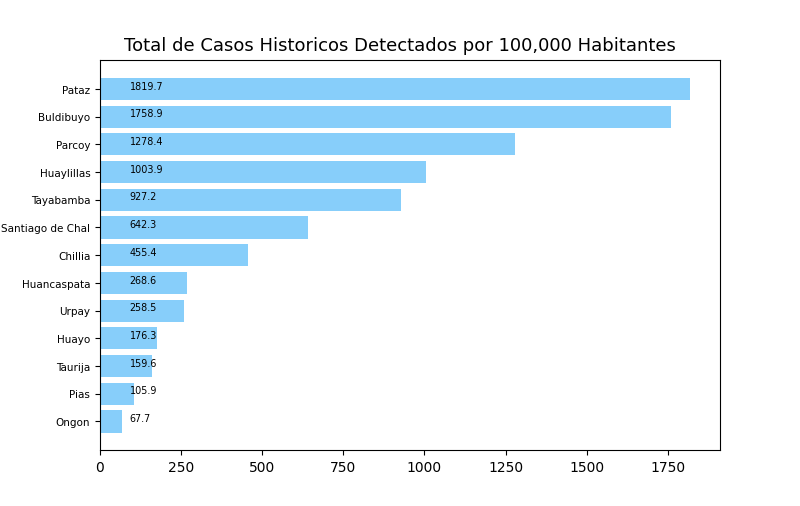 Total de Casos Historicos Detectados por 100,000 Habitantes
Pataz 1819.7
Buldibuyo 1758.9
Parcoy 1278.4
Huaylillas 1003.9
Tayabamba 927.2
Santiago de Chal 642.3
Chillia 455.4
Huancaspata 268.6
Urpay 258.5
Huayo 176.3
Taurija 159.6
Pias 105.9
Ongon 67.7
0 250 500 750 1000 1250 1500 1750